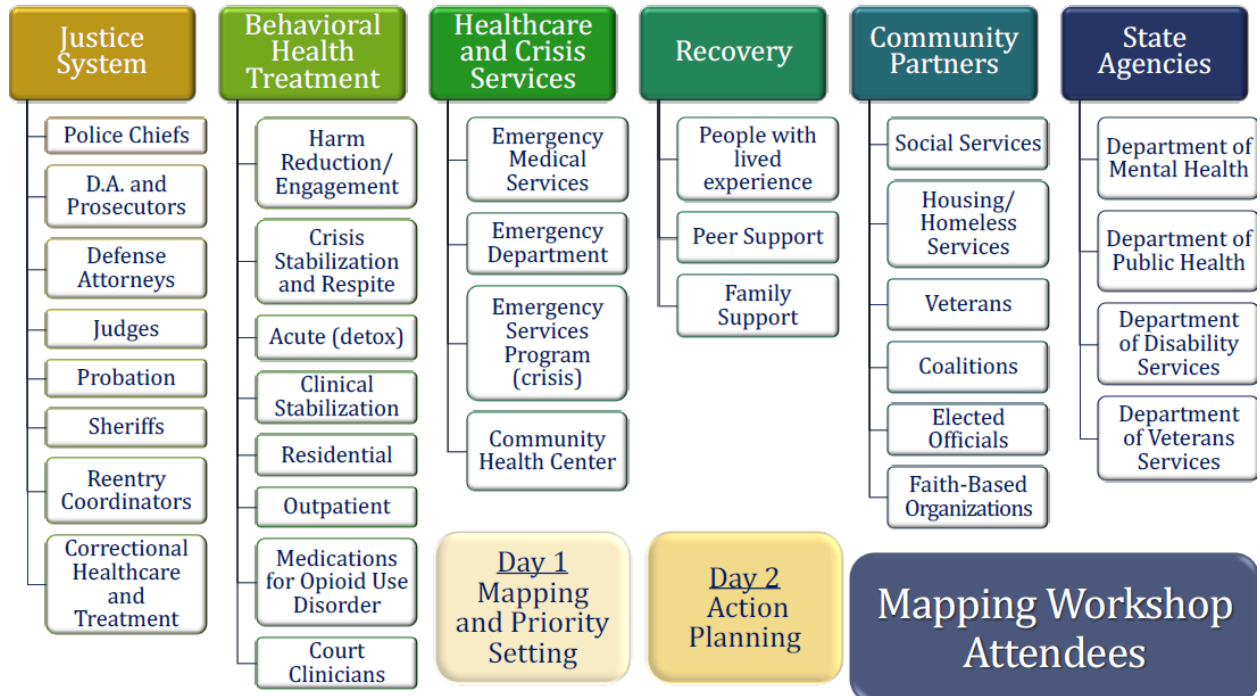 Justice
System
Police Chiefs
D.A. and
Prosecutors
Defense
Attorneys
Judges
Probation
Sheriffs
Reentry
Coordinators
Correctional
Healthcare
and
Treatment
Behavioral
Health
Treatment
Harm
Reduction/
Engagement
Crisis
Stabilization
and Respite
Acute (detox)
Clinical
Stabilization
Residential
Outpatient
Medications
for Opioid Use
Disorder
Court
Clinicians
Healthcare
and Crisis
Services
Emergency
Medical
Services
Emergency
Department
Emergency
Services
Program
(crisis)
Community
Health Center
Recovery
People with
lived
experience
Peer Support
Family
Support
Community
Partners
Social Services
Housing/
Homeless
Services
Veterans
Coalitions
Elected
Officials
Faith-Based
Organizations
State
Agencies
Department of
Mental Health
Department of
Public Health
Department
of Disability
Services
Department
of Veterans
Services
Day 1
Mapping
and Priority
Setting
Day 2
Action
Planning
Mapping Workshop
Attendees